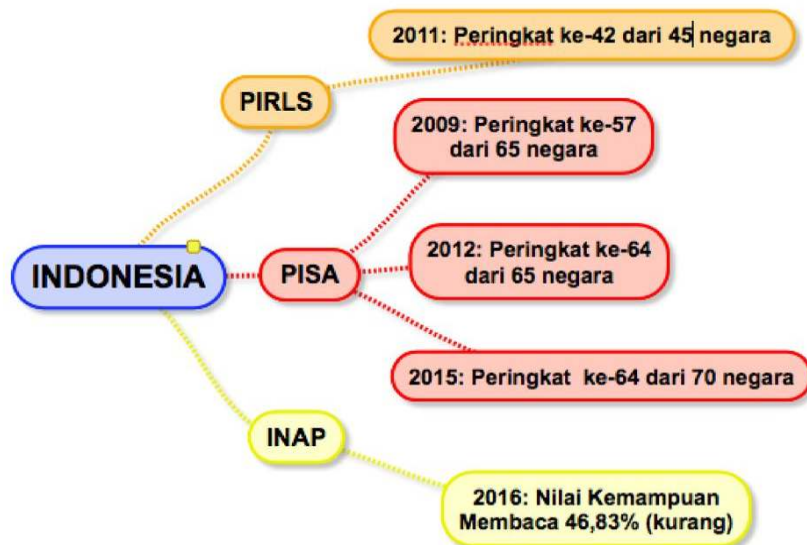 2011: Peringkat ke-42 dari 45 negara
PIRLS
2009: Peringkat ke-57
dari 65 negara
2012: Peringkat ke-64
dari 65 negara
INDONESIA
PISA
2015: Peringkat ke-64 dari 70 negara
INAP
2016: Nilai Kemampuan
Membaca 46,83% (kurang)